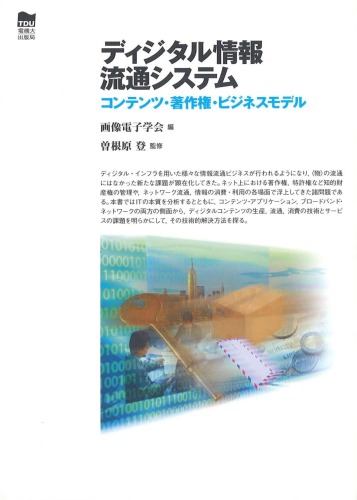 TDU
電機大
出版局
ディジタル情報
流通システム
コンテンツ・著作権・ビジネスモデル
画像電子学会 編
曽根原 登 監修
ディジタル・インフラを用いた様々な情報流通ビジネスが行われるようになり,〈物〉の流通
にはなかった新たな課題が顕在化してきた。ネット上における著作権, 特許権など知的財
産権の管理や, ネットワーク流通, 情報の消費・利用の各場面で浮上してきた諸問題であ
る。本書ではITの本質を分析するとともに, コンテンツ・アプリケーション, ブロードバンド・
ネットワークの両方の側面から, ディジタルコンテンツの生産, 流通, 消費の技術とサービ
スの課題を明らかにして, その技術的解決方法を探る。